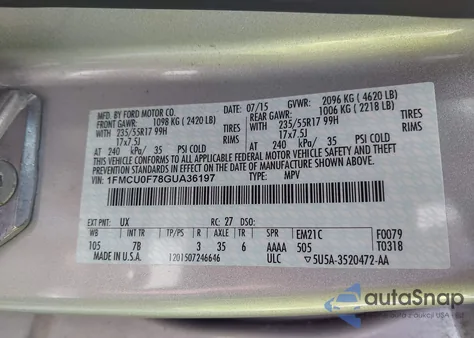 MFD. BY FORD MOTOR CO.
DATE: 07/15 GVWR: 2096 KG ( 4620 LB)
FRONT GAWR: 1098 KG ( 2420 LB) REAR GAWR: 1006 KG ( 2218 LB)
WITH 235/55R17 99H TIRES WITH 235/55R17 99H TIRES
17x7.5J RIMS 17x7.5J RIMS
AT 240 kPa/ 35 PSI COLD AT 240 kPa/ 35 PSI COLD
THIS VEHICLE CONFORMS TO ALL APPLICABLE FEDERAL MOTOR VEHICLE
SAFETY, BUMPER, AND THEFT PREVENTION STANDARDS IN EFFECT ON THE
DATE OF MANUFACTURE SHOWN ABOVE.
VIN: 1FMCU0F78GUA36197 TYPE: MPV
EXT PNT: UX RC: 27 DSO:
WB INT TR TP/PS R AXLE TR SPR EM21C F0079
105 7B 3 35 6 AAAA 505 T0318
MADE IN U.S.A. 1201507246646 ULC 5U5A-3520472-AA
autoSnap